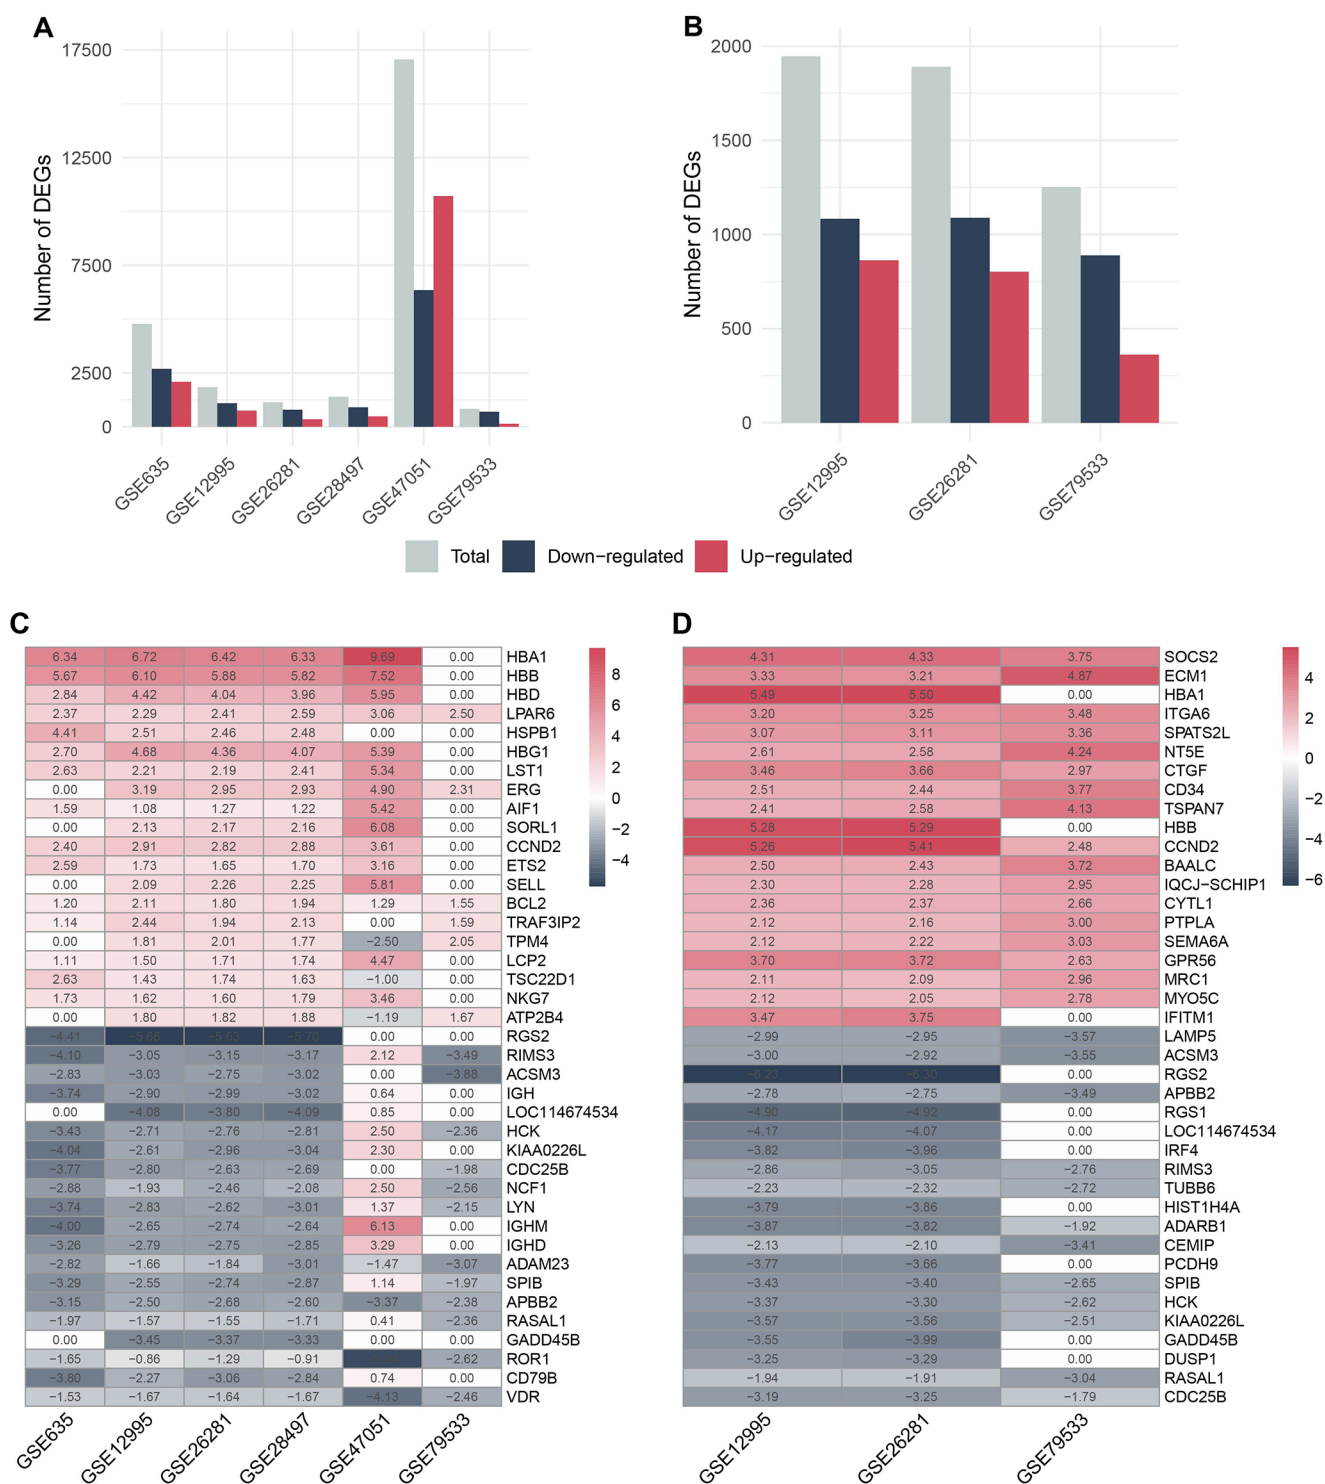 A
17500
12500
7500
2500
0
Number of DEGs
GSE635
GSE12995
GSE26281
GSE28497
GSE47051
GSE79533
B
2000
1500
1000
500
0
Number of DEGs
GSE12995
GSE26281
GSE79533
Total Down-regulated Up-regulated
C
6.34 6.72 6.42 6.33 9.69 0.00 HBA1
5.67 6.10 5.88 5.82 7.52 0.00 HBB
2.84 4.42 4.04 3.96 5.95 0.00 HBD
2.37 2.29 2.41 2.59 3.06 2.50 LPAR6
4.41 2.51 2.46 2.48 0.00 0.00 HSPB1
2.70 4.68 4.36 4.07 5.39 0.00 HBG1
2.63 2.21 2.19 2.41 5.34 0.00 LST1
0.00 3.19 2.95 2.93 4.90 2.31 ERG
1.59 1.08 1.27 1.22 5.42 0.00 AIF1
0.00 2.13 2.17 2.16 6.08 0.00 SORL1
2.40 2.91 2.82 2.88 3.61 0.00 CCND2
2.59 1.73 1.65 1.70 3.16 0.00 ETS2
0.00 2.09 2.26 2.25 5.81 0.00 SELL
1.20 2.11 1.80 1.94 1.29 1.55 BCL2
1.14 2.44 1.94 2.13 0.00 1.59 TRAF3IP2
0.00 1.81 2.01 1.77 −2.50 2.05 TPM4
1.11 1.50 1.71 1.74 4.47 0.00 LCP2
2.63 1.43 1.74 1.63 −1.00 0.00 TSC22D1
1.73 1.62 1.60 1.79 3.46 0.00 NKG7
0.00 1.80 1.82 1.88 −1.19 1.67 ATP2B4
−4.41 0.00 0.00 RGS2
−4.10 −3.05 −3.15 −3.17 2.12 −3.49 RIMS3
−2.83 −3.03 −2.75 −3.02 0.00 −3.88 ACSM3
−3.74 −2.90 −2.99 −3.02 0.64 0.00 IGH
0.00 −4.08 −3.80 −4.09 0.85 0.00 LOC114674534
−3.43 −2.71 −2.76 −2.81 2.50 −2.36 HCK
−4.04 −2.61 −2.96 −3.04 2.30 0.00 KIAA0226L
−3.77 −2.80 −2.63 −2.69 0.00 −1.98 CDC25B
−2.88 −1.93 −2.46 −2.08 2.50 −2.56 NCF1
−3.74 −2.83 −2.62 −3.01 1.37 −2.15 LYN
−4.00 −2.65 −2.74 −2.64 6.13 0.00 IGHM
−3.26 −2.79 −2.75 −2.85 3.29 0.00 IGHD
−2.82 −1.66 −1.84 −3.01 −1.47 −3.07 ADAM23
−3.29 −2.55 −2.74 −2.87 1.14 −1.97 SPIB
−3.15 −2.50 −2.68 −2.60 −3.37 −2.38 APBB2
−1.97 −1.57 −1.55 −1.71 0.41 −2.36 RASAL1
0.00 −3.45 −3.37 −3.33 0.00 0.00 GADD45B
−1.65 −0.86 −1.29 −0.91 −2.62 ROR1
−3.80 −2.27 −3.06 −2.84 0.74 0.00 CD79B
−1.53 −1.67 −1.64 −1.67 −4.13 −2.46 VDR
GSE635
GSE12995
GSE26281
GSE28497
GSE47051
GSE79533
8
6
4
2
0
−2
−4
D
4.31 4.33 3.75 SOCS2
3.33 3.21 4.87 ECM1
5.49 5.50 0.00 HBA1
3.20 3.25 3.48 ITGA6
3.07 3.11 3.36 SPATS2L
2.61 2.58 4.24 NT5E
3.46 3.66 2.97 CTGF
2.51 2.44 3.77 CD34
2.41 2.58 4.13 TSPAN7
5.28 5.29 0.00 HBB
5.26 5.41 2.48 CCND2
2.50 2.43 3.72 BAALC
2.30 2.28 2.95 IQCJ−SCHIP1
2.36 2.37 2.66 CYTL1
2.12 2.16 3.00 PTPLA
2.12 2.22 3.03 SEMA6A
3.70 3.72 2.63 GPR56
2.11 2.09 2.96 MRC1
2.12 2.05 2.78 MYO5C
3.47 3.75 0.00 IFITM1
−2.99 −2.95 −3.57 LAMP5
−3.00 −2.92 −3.55 ACSM3
−6.23 −6.30 0.00 RGS2
−2.78 −2.75 −3.49 APBB2
−4.90 −4.92 0.00 RGS1
−4.17 −4.07 0.00 LOC114674534
−3.82 −3.96 0.00 IRF4
−2.86 −3.05 −2.76 RIMS3
−2.23 −2.32 −2.72 TUBB6
−3.79 −3.86 0.00 HIST1H4A
−3.87 −3.82 −1.92 ADARB1
−2.13 −2.10 −3.41 CEMIP
−3.77 −3.66 0.00 PCDH9
−3.43 −3.40 −2.65 SPIB
−3.37 −3.30 −2.62 HCK
−3.57 −3.56 −2.51 KIAA0226L
−3.55 −3.99 0.00 GADD45B
−3.25 −3.29 0.00 DUSP1
−1.94 −1.91 −3.04 RASAL1
−3.19 −3.25 −1.79 CDC25B
GSE12995
GSE26281
GSE79533
4
2
0
−2
−4
−6